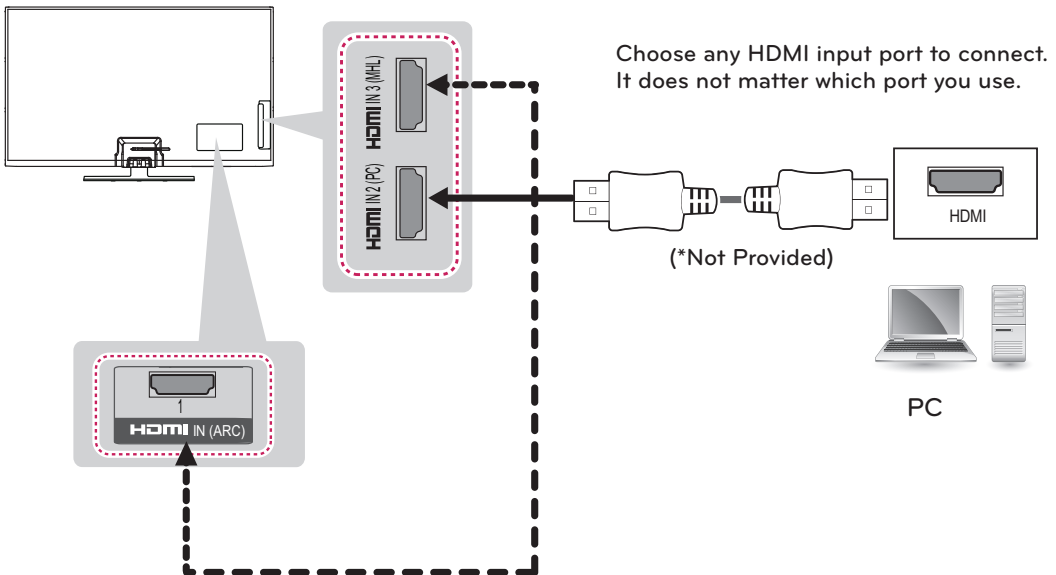 Choose any HDMI input port to connect.
It does not matter which port you use.
HDMI IN 3 (MHL)
HDMI IN 2 (PC)
(*Not Provided)
HDMI
PC
1
HDMI IN (ARC)